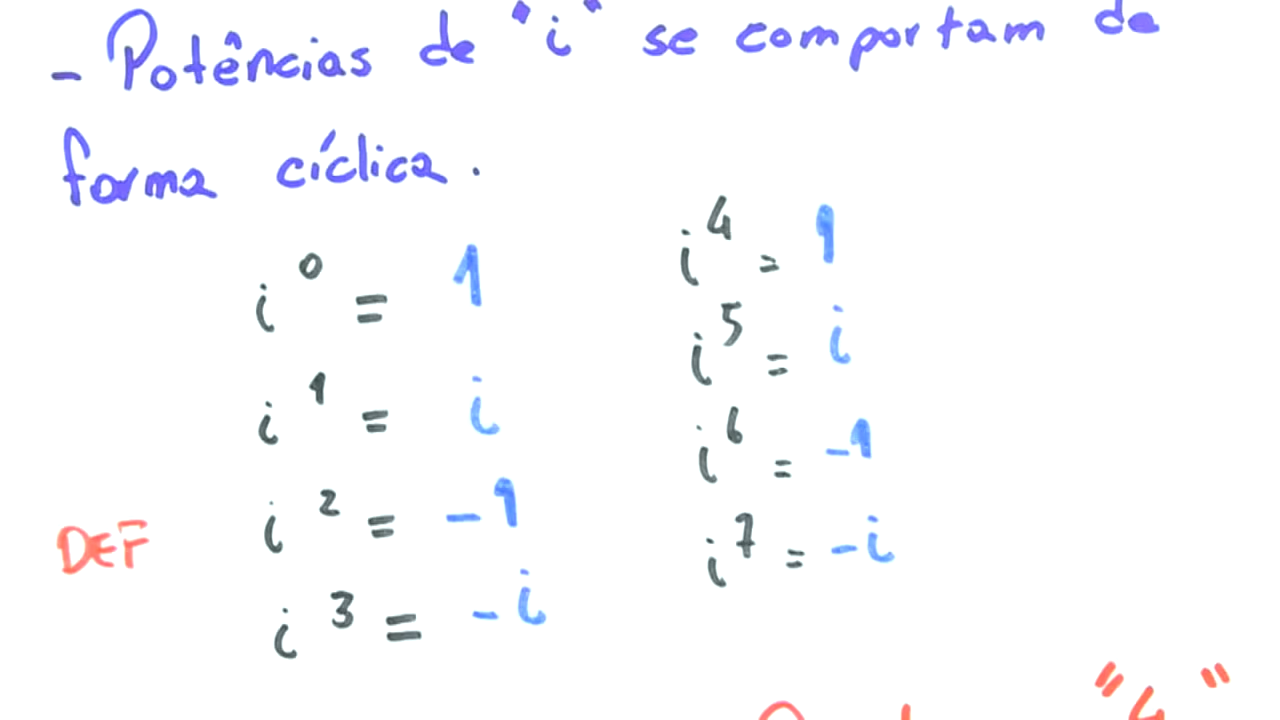 - Potências de "i" se comportam de
forma cíclica.
i⁰ = 1
i¹ = i
DEF i² = -1
i³ = -i
i⁴ = 1
i⁵ = i
i⁶ = -1
i⁷ = -i
"4"